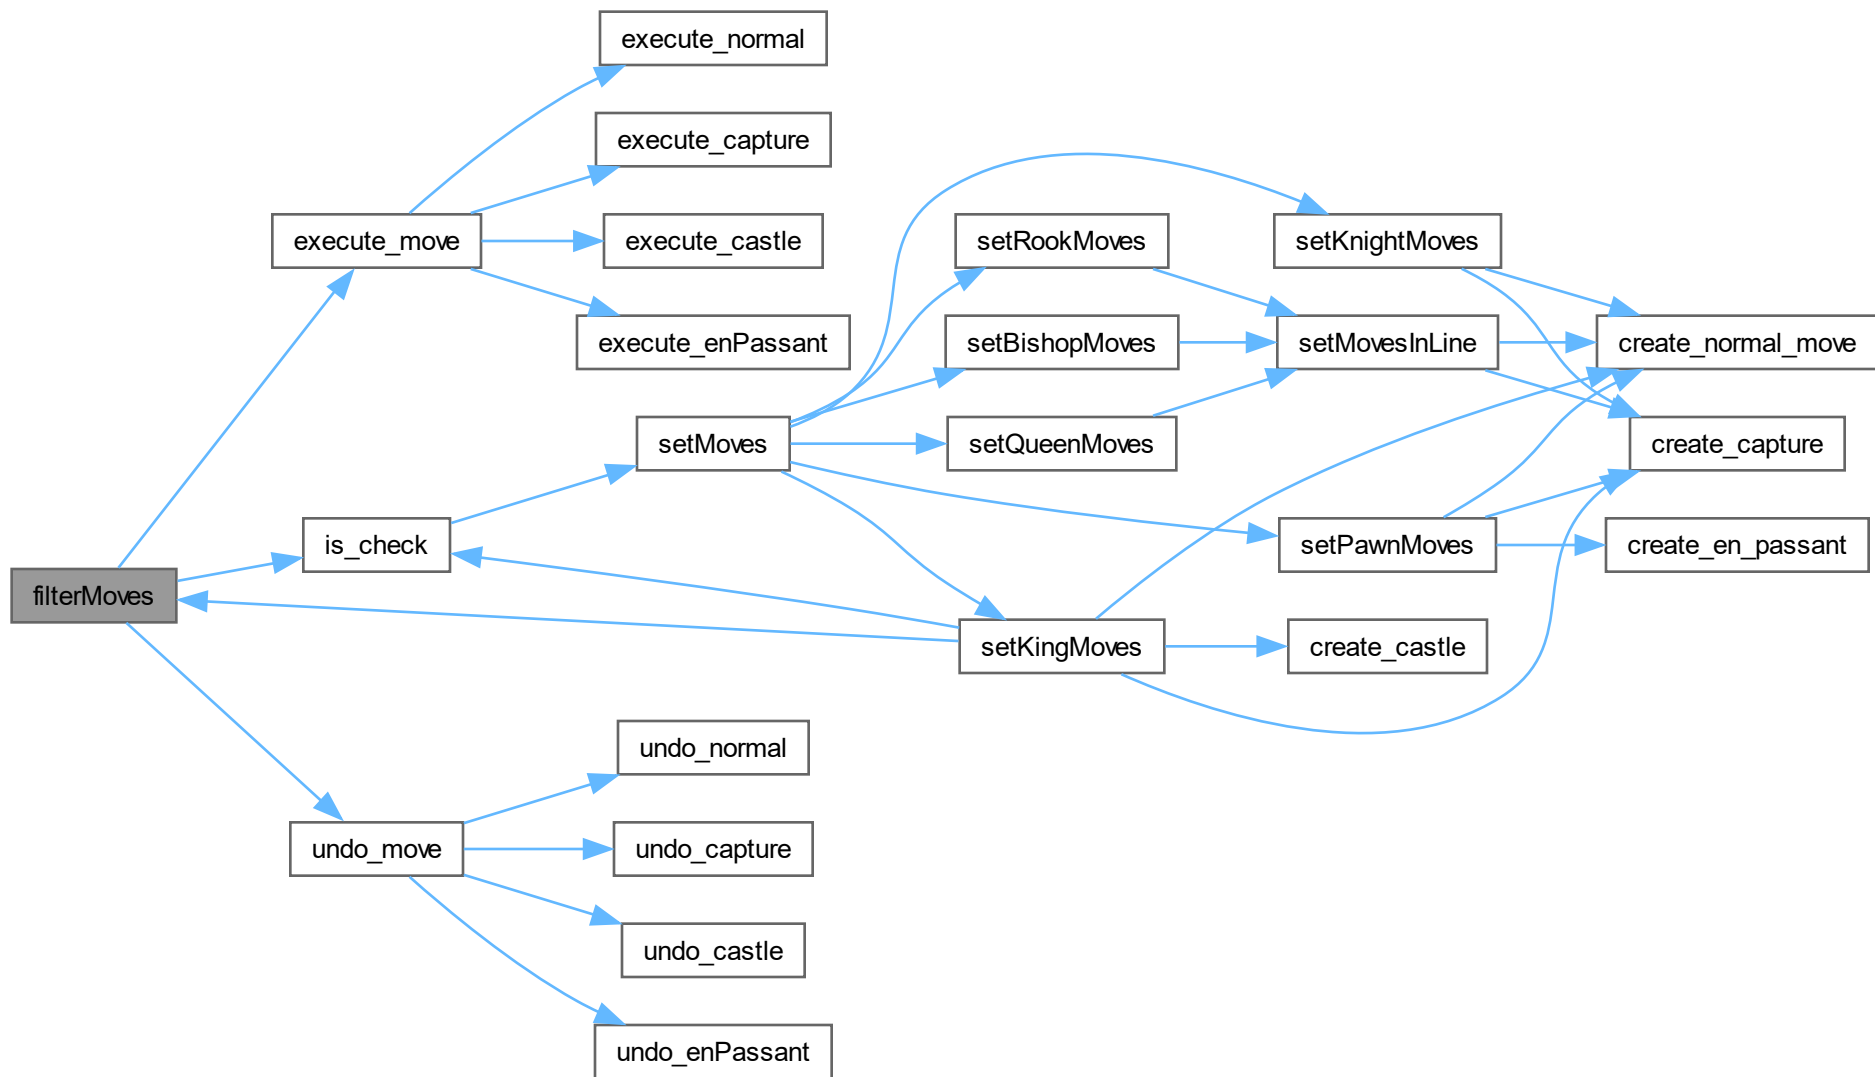 execute_normal
execute_capture
execute_move
execute_castle
setRookMoves
setKnightMoves
execute_enPassant
setBishopMoves
setMovesInLine
create_normal_move
setMoves
setQueenMoves
create_capture
is_check
setPawnMoves
create_en_passant
filterMoves
setKingMoves
create_castle
undo_normal
undo_move
undo_capture
undo_castle
undo_enPassant